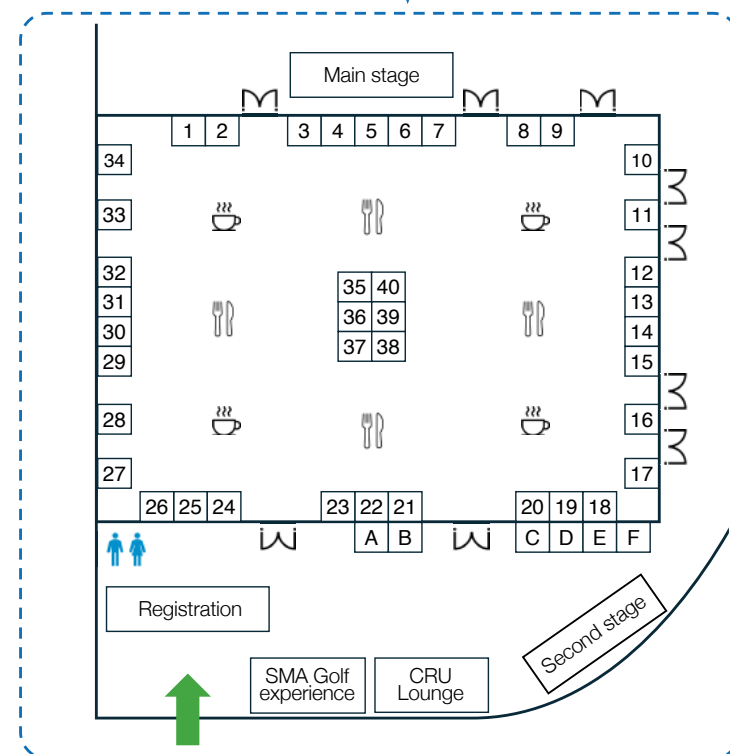 Main stage
1 2 3 4 5 6 7 8 9
34 10
33 11
32 12
31 13
30 14
29 15
35 40
36 39
37 38
28 16
27 17
26 25 24 23 22 21 20 19 18
A B C D E F
Registration
Second stage
SMA Golf
experience
CRU
Lounge